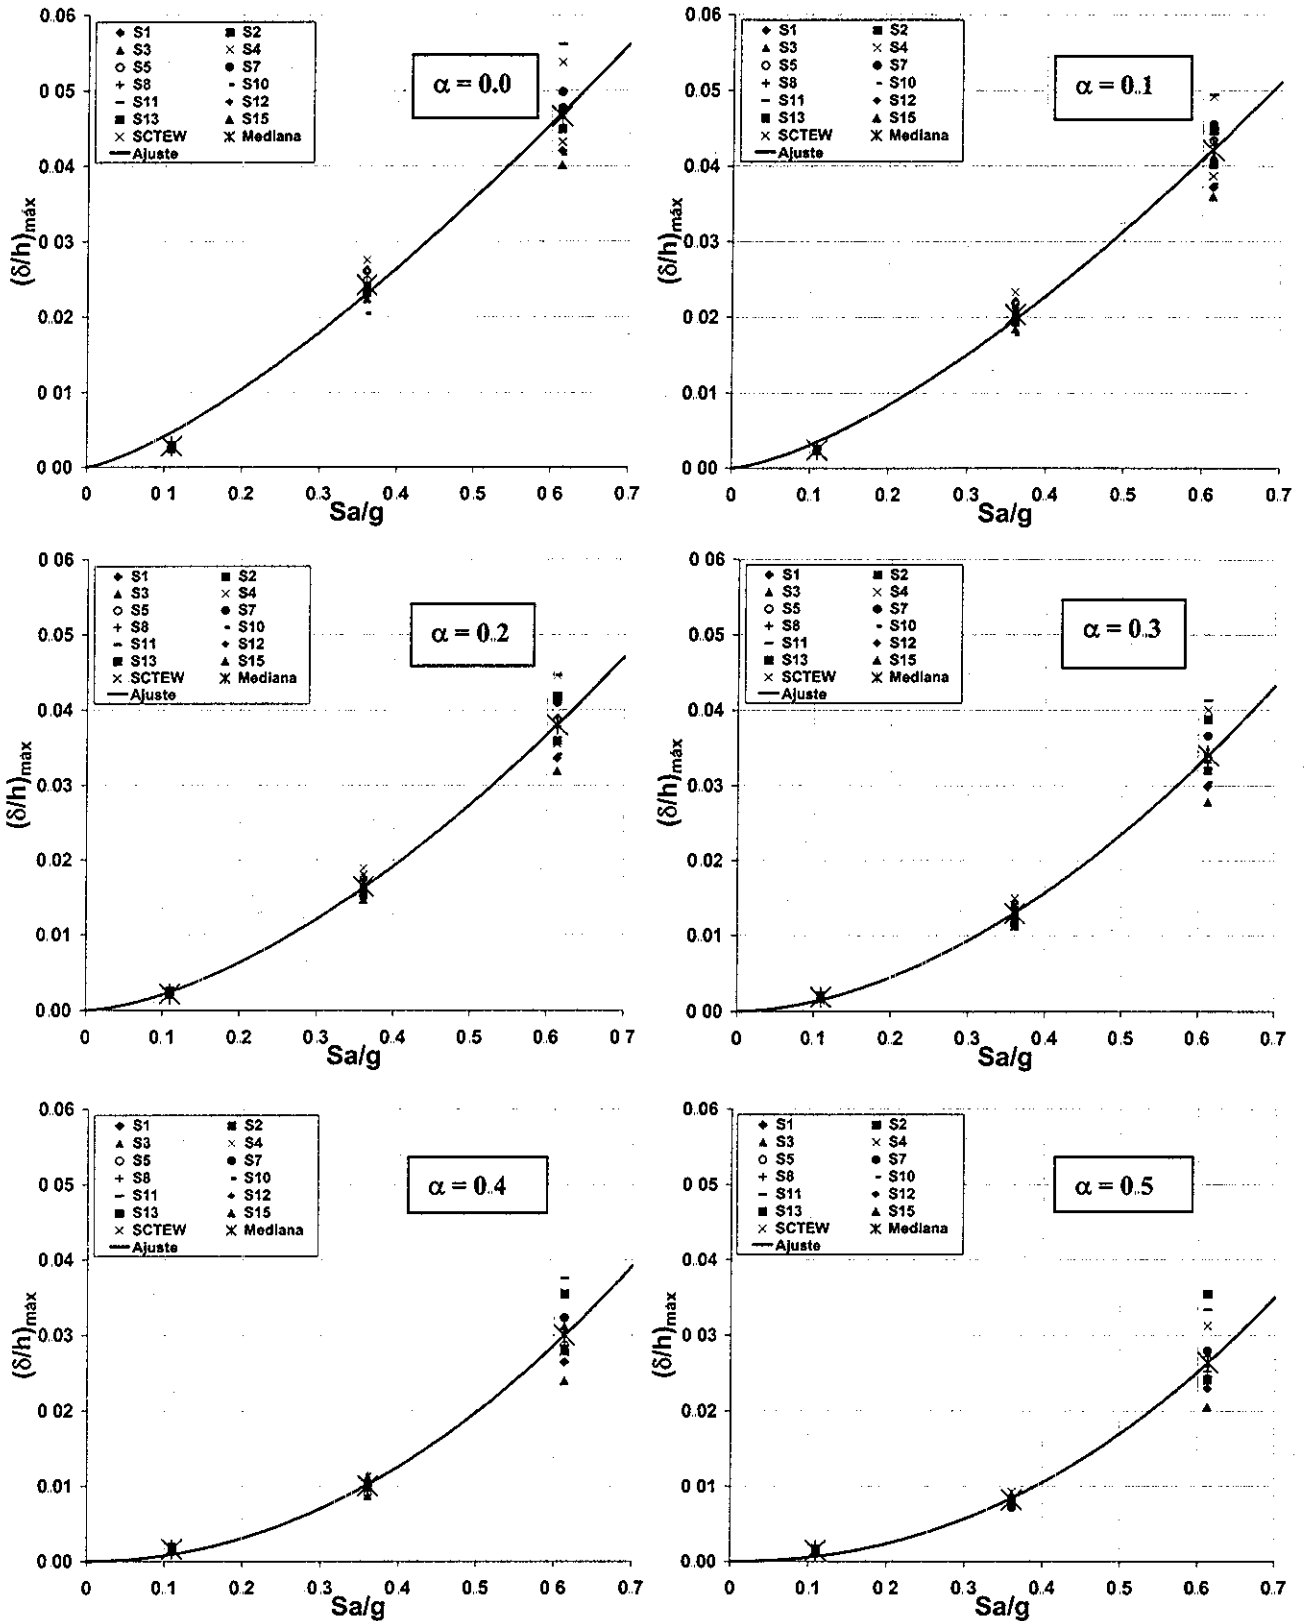 0.06
0.05
0.04
0.03
0.02
0 01
0 00
(δ/h)máx
S1 S2
S3 S4
S5 S7
S8 S10
S11 S12
S13 S15
SCTEW Mediana
Ajuste
α = 0.0
0 0.1 0.2 0.3 0.4 0.5 0.6 0.7
Sa/g
0.06
0.05
0.04
0.03
0.02
0 01
0 00
(δ/h)máx
S1 S2
S3 S4
S5 S7
S8 S10
S11 S12
S13 S15
SCTEW Mediana
Ajuste
α = 0.1
0 0.1 0.2 0.3 0.4 0.5 0.6 0.7
Sa/g
0 06
0.05
0.04
0.03
0.02
0.01
0.00
(δ/h)máx
S1 S2
S3 S4
S5 S7
S8 S10
S11 S12
S13 S15
SCTEW Mediana
Ajuste
α = 0.2
0 0.1 0.2 0.3 0.4 0.5 0.6 0.7
Sa/g
0.06
0.05
0.04
0.03
0.02
0.01
0 00
(δ/h)máx
S1 S2
S3 S4
S5 S7
S8 S10
S11 S12
S13 S15
SCTEW Mediana
Ajuste
α = 0..3
0 0.1 0.2 0.3 0.4 0.5 0.6 0.7
Sa/g
0 06
0 05
0 04
0 03
0 02
0 01
0.00
(δ/h)máx
S1 S2
S3 S4
S5 S7
S8 S10
S11 S12
S13 S15
SCTEW Mediana
Ajuste
α = 0..4
0 0.1 0.2 0.3 0.4 0.5 0.6 0.7
Sa/g
0 06
0.05
0.04
0.03
0.02
0.01
0.00
(δ/h)máx
S1 S2
S3 S4
S5 S7
S8 S10
S11 S12
S13 S15
SCTEW Mediana
Ajuste
α = 0..5
0 0.1 0.2 0.3 0.4 0.5 0.6 0.7
Sa/g